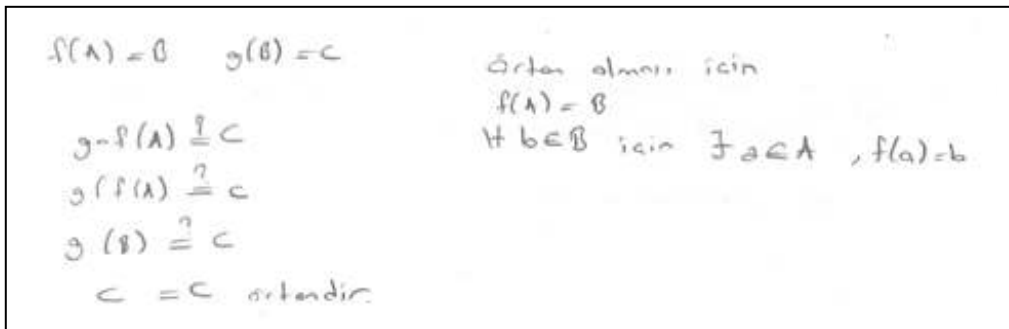 f(A) = B g(B) = C
g∘f(A) ≟ C
g(f(A) ≟ C
g(B) ≟ C
C = C örtendir.
Örten olması için
f(A) = B
∀ b∈B için ∃ a∈A , f(a)=b